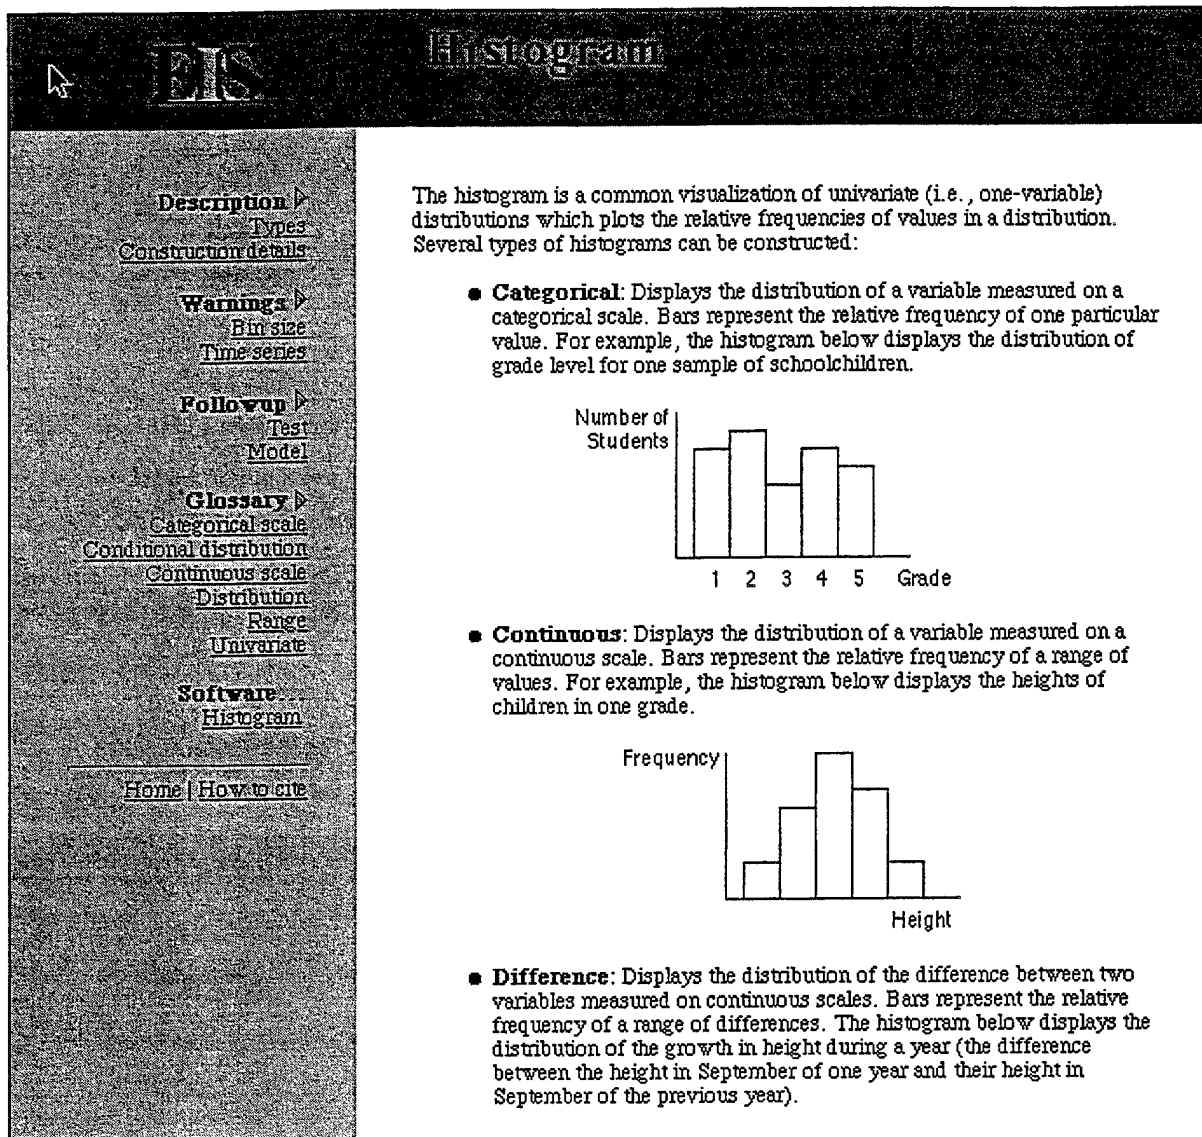 EIS
Histogram
Description
Types
Construction details
Warnings
Bin size
Time series
Followup
Test
Model
Glossary
Categorical scale
Conditional distribution
Continuous scale
Distribution
Range
Univariate
Software...
Histogram
Home | How to cite
The histogram is a common visualization of univariate (i.e., one-variable)
distributions which plots the relative frequencies of values in a distribution.
Several types of histograms can be constructed:
● Categorical: Displays the distribution of a variable measured on a
categorical scale. Bars represent the relative frequency of one particular
value. For example, the histogram below displays the distribution of
grade level for one sample of schoolchildren.
Number of
Students
1 2 3 4 5 Grade
● Continuous: Displays the distribution of a variable measured on a
continuous scale. Bars represent the relative frequency of a range of
values. For example, the histogram below displays the heights of
children in one grade.
Frequency
Height
● Difference: Displays the distribution of the difference between two
variables measured on continuous scales. Bars represent the relative
frequency of a range of differences. The histogram below displays the
distribution of the growth in height during a year (the difference
between the height in September of one year and their height in
September of the previous year).